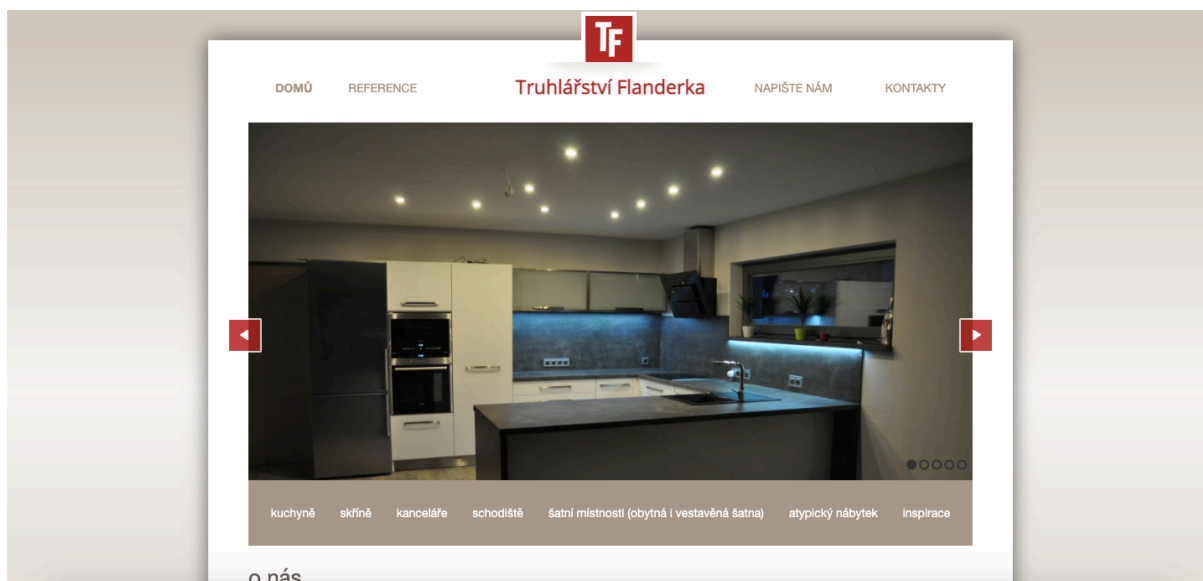 TF
DOMŮ REFERENCE Truhlářství Flanderka NAPIŠTE NÁM KONTAKTY
kuchyně skříně kanceláře schodiště šatní místnosti (obytná i vestavěná šatna) atypický nábytek inspirace
o nás